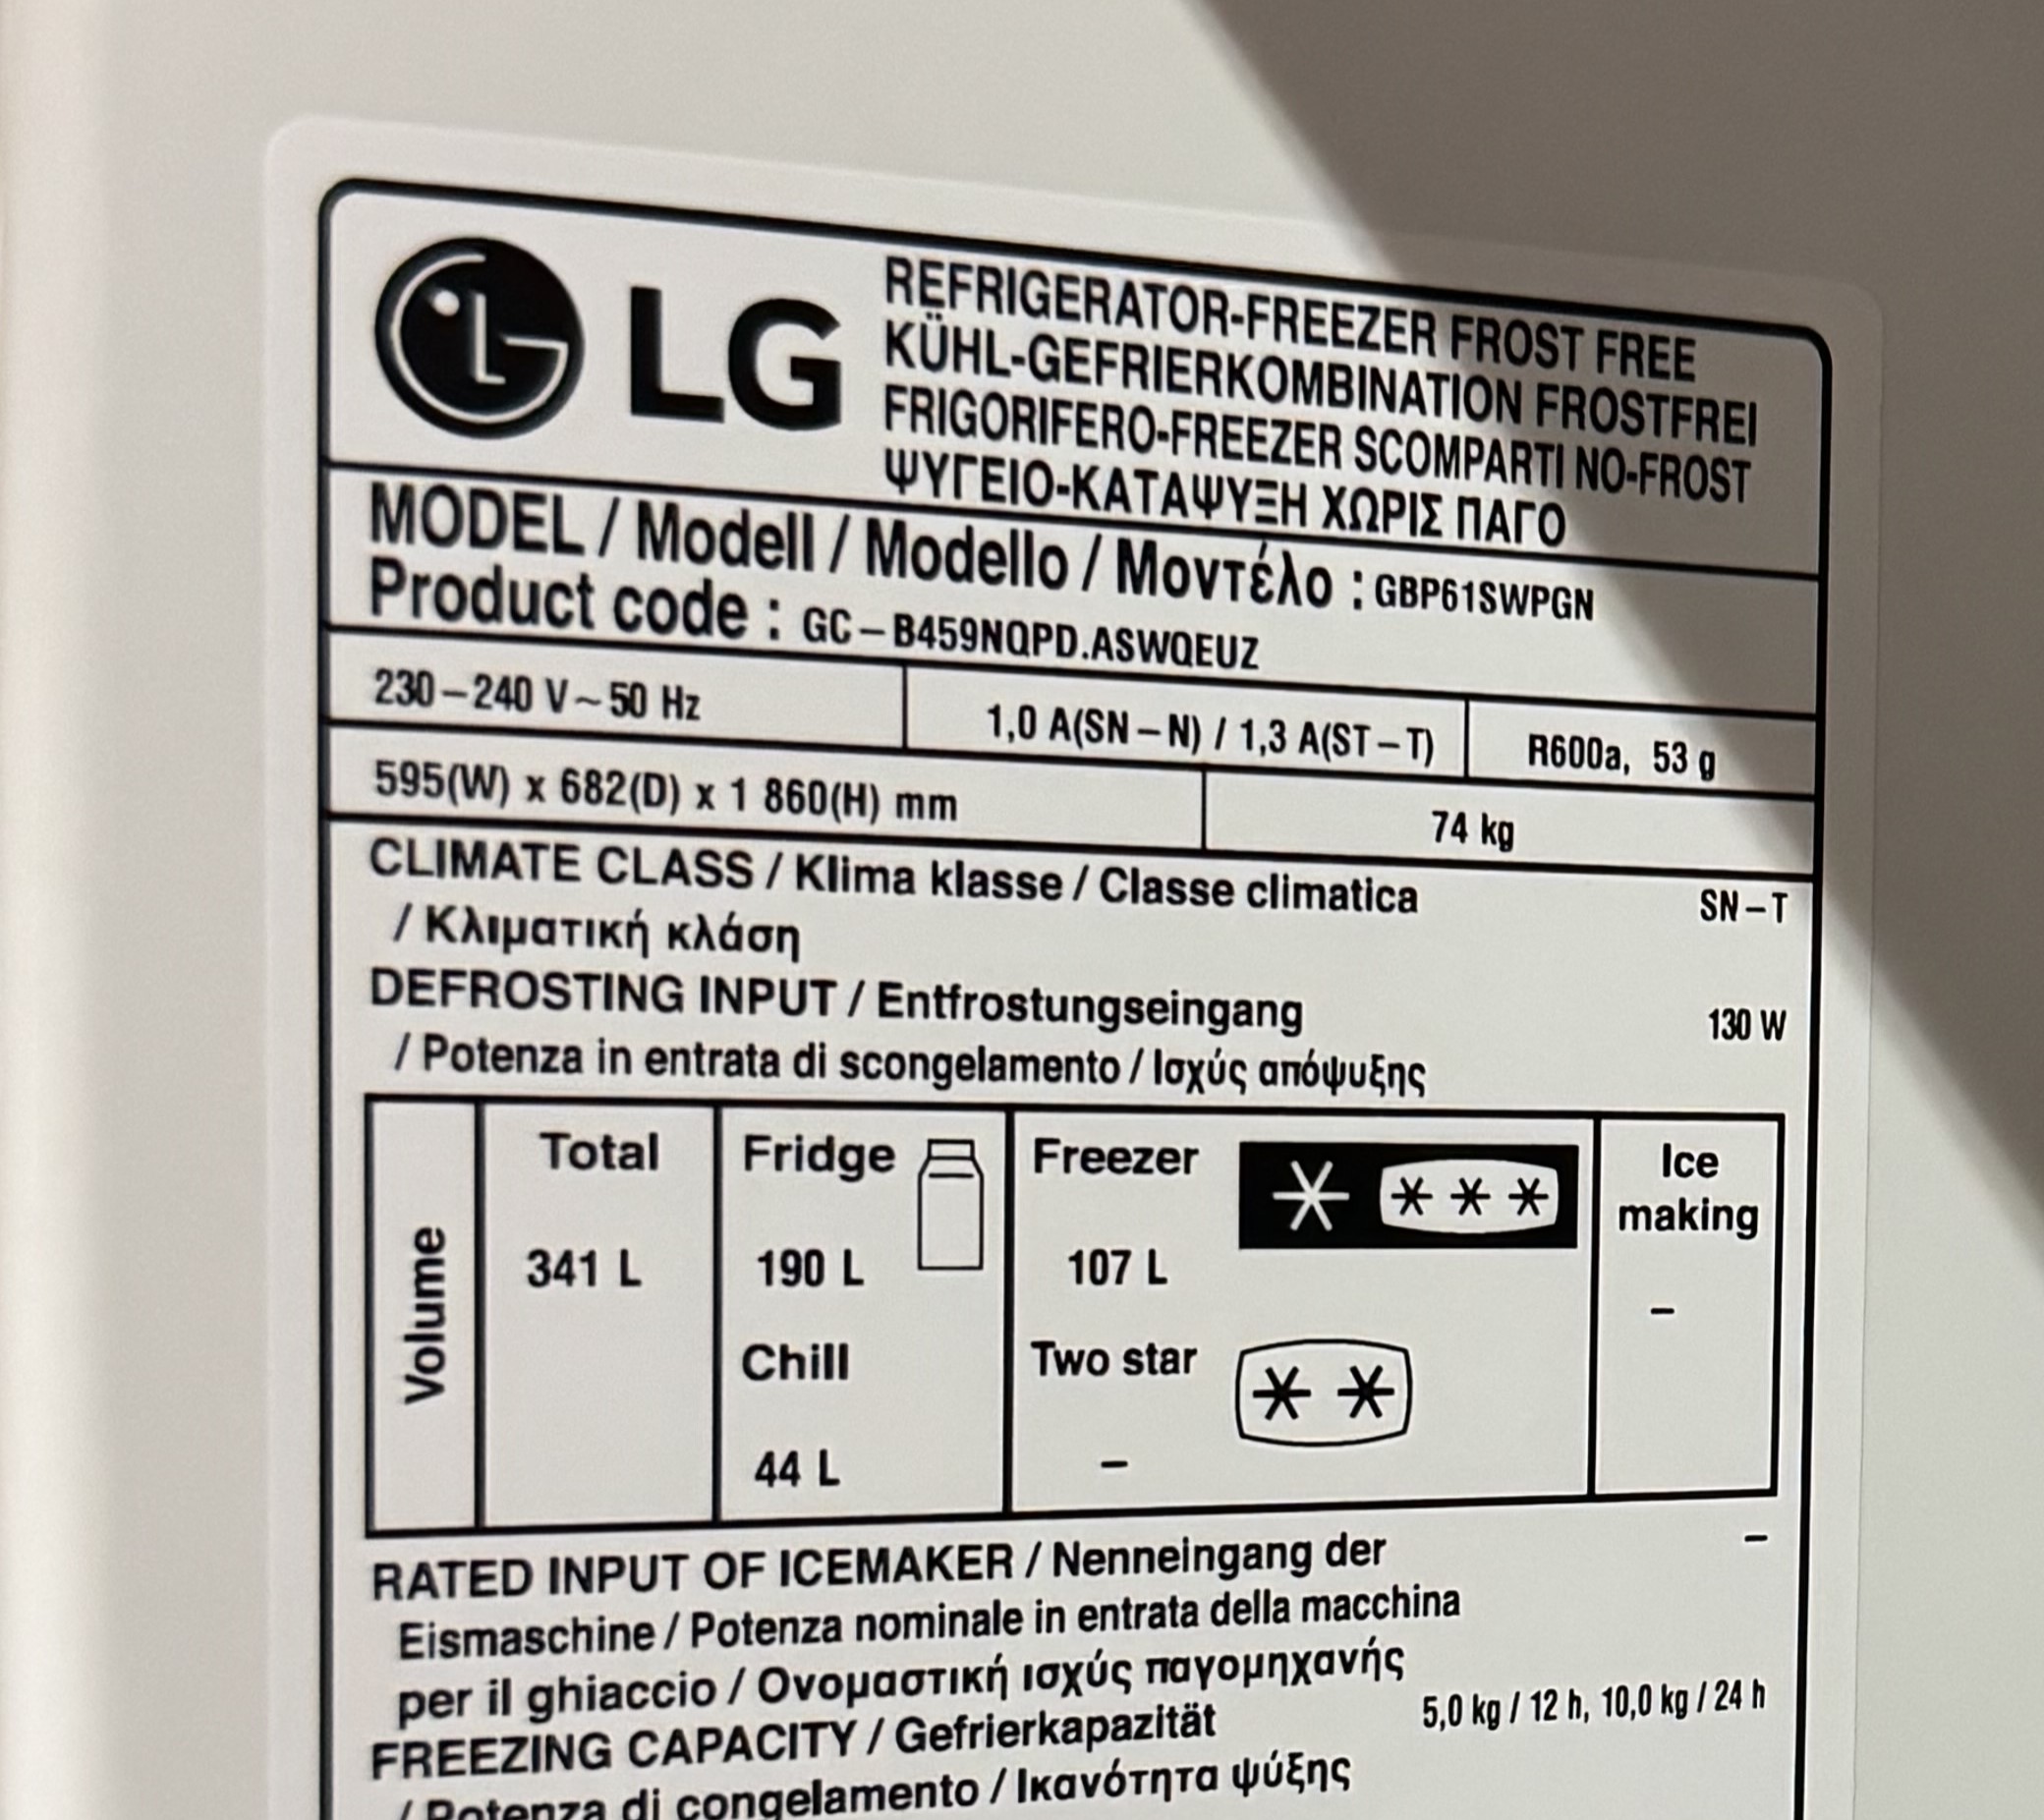 LG
REFRIGERATOR-FREEZER FROST FREE
KÜHL-GEFRIERKOMBINATION FROSTFREI
FRIGORIFERO-FREEZER SCOMPARTI NO-FROST
ΨΥΓΕΙΟ-ΚΑΤΑΨΥΞΗ ΧΩΡΙΣ ΠΑΓΟ
MODEL / Modell / Modello / Μοντέλο : GBP61SWPGN
Product code : GC-B459NQPD.ASWQEUZ
230-240 V~50 Hz
1,0 A(SN-N) / 1,3 A(ST-T)
R600a, 53 g
595(W) x 682(D) x 1 860(H) mm
74 kg
CLIMATE CLASS / Klima klasse / Classe climatica
/ Κλιματική κλάση
SN-T
DEFROSTING INPUT / Entfrostungseingang
/ Potenza in entrata di scongelamento / Ισχύς απόψυξης
130 W
Volume
Total
341 L
Fridge
190 L
Chill
44 L
Freezer
107 L
Two star
–
Ice
making
–
RATED INPUT OF ICEMAKER / Nenneingang der
Eismaschine / Potenza nominale in entrata della macchina
per il ghiaccio / Ονομαστική ισχύς παγομηχανής
–
FREEZING CAPACITY / Gefrierkapazität
/ Potenza di congelamento / Ικανότητα ψύξης
5,0 kg / 12 h, 10,0 kg / 24 h